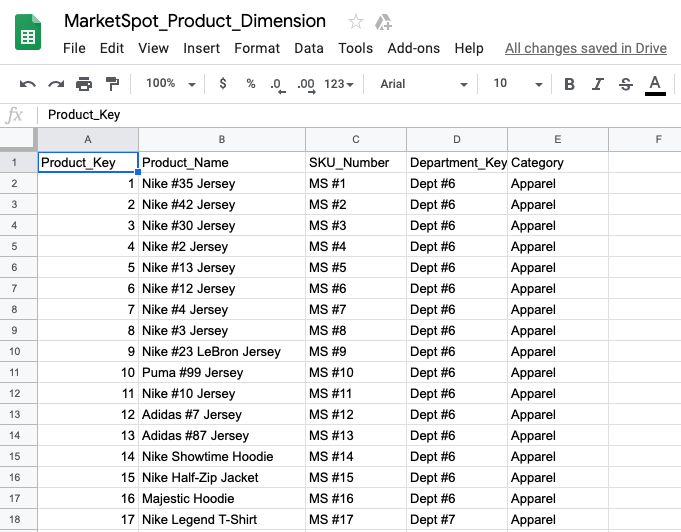 MarketSpot_Product_Dimension
File Edit View Insert Format Data Tools Add-ons Help All changes saved in Drive
100% $ % .0 .00 123 Arial 10 B I S A
fx Product_Key
A B C D E F
1 Product_Key Product_Name SKU_Number Department_Key Category
2 1 Nike #35 Jersey MS #1 Dept #6 Apparel
3 2 Nike #42 Jersey MS #2 Dept #6 Apparel
4 3 Nike #30 Jersey MS #3 Dept #6 Apparel
5 4 Nike #2 Jersey MS #4 Dept #6 Apparel
6 5 Nike #13 Jersey MS #5 Dept #6 Apparel
7 6 Nike #12 Jersey MS #6 Dept #6 Apparel
8 7 Nike #4 Jersey MS #7 Dept #6 Apparel
9 8 Nike #3 Jersey MS #8 Dept #6 Apparel
10 9 Nike #23 LeBron Jersey MS #9 Dept #6 Apparel
11 10 Puma #99 Jersey MS #10 Dept #6 Apparel
12 11 Nike #10 Jersey MS #11 Dept #6 Apparel
13 12 Adidas #7 Jersey MS #12 Dept #6 Apparel
14 13 Adidas #87 Jersey MS #13 Dept #6 Apparel
15 14 Nike Showtime Hoodie MS #14 Dept #6 Apparel
16 15 Nike Half-Zip Jacket MS #15 Dept #6 Apparel
17 16 Majestic Hoodie MS #16 Dept #6 Apparel
18 17 Nike Legend T-Shirt MS #17 Dept #7 Apparel